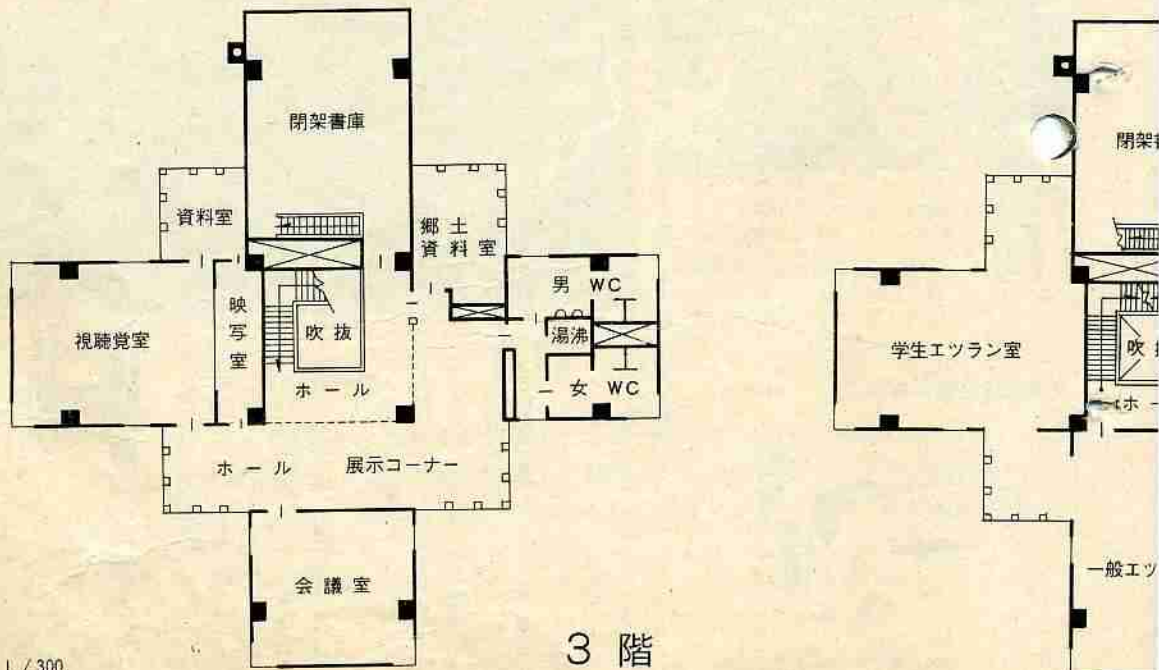 閉架書庫
資料室
郷土
資料室
男 WC
映写室
吹抜
湯沸
視聴覚室
ホール
女 WC
ホール
展示コーナー
会議室
3階
1/300
閉架
学生エツラン室
吹
ホー
一般エツ